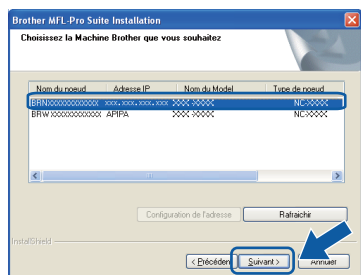 Brother MFL-Pro Suite Installation
Choisissez la Machine Brother que vous souhaitez
Nom du noeud Adresse IP Nom du Model Type de noeud
BRNXXXXXXXXXXXX xxx.xxx.xxx.xxx XXX-XXXX NC-XXXX
BRWXXXXXXXXXXXX APIPA XXX-XXXX NC-XXXX
Configuration de l'adresse Rafraichir
InstallShield
< Précéden Suivant > Annuler